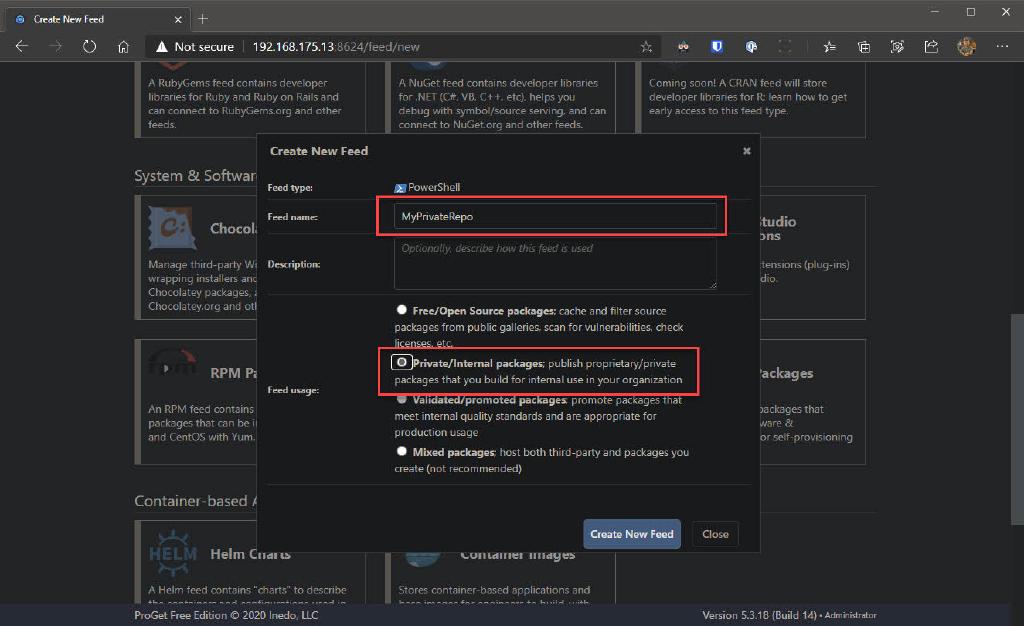 Create New Feed
Not secure
192.168.175.13:8624/feed/new
A RubyGems feed contains developer
libraries for Ruby and Ruby on Rails and
can connect to RubyGems.org and other
feeds.
A NuGet feed contains developer libraries
for .NET (C#, VB, C++, etc), helps you
debug with symbol/source serving, and can
connect to NuGet.org and other feeds.
Coming soon! A CRAN feed will store
developer libraries for R; learn how to get
early access to this feed type.
System & Softwar
Chocol
Manage third-party Wi
wrapping installers and
Chocolatey packages, a
Chocolatey.org and ot
tudio
ons
tensions (plug-ins)
dio.
RPM Pa
An RPM feed contains
packages that can be i
and CentOS with Yum.
ackages
ackages that
ware &
or self-provisioning
Create New Feed
Feed type:
PowerShell
Feed name:
MyPrivateRepo
Description:
Optionally, describe how this feed is used
Feed usage:
Free/Open Source packages; cache and filter source
packages from public galleries, scan for vulnerabilities, check
licenses, etc.
Private/Internal packages; publish proprietary/private
packages that you build for internal use in your organization
Validated/promoted packages; promote packages that
meet internal quality standards and are appropriate for
production usage
Mixed packages; host both third-party and packages you
create (not recommended)
Create New Feed
Close
Container-based A
HELM
Helm Charts
A Helm feed contains "charts" to describe
the containers and configurations used in
Container Images
Stores container-based applications and
base images for engineers to build, with
ProGet Free Edition © 2020 Inedo, LLC
Version 5.3.18 (Build 14) • Administrator